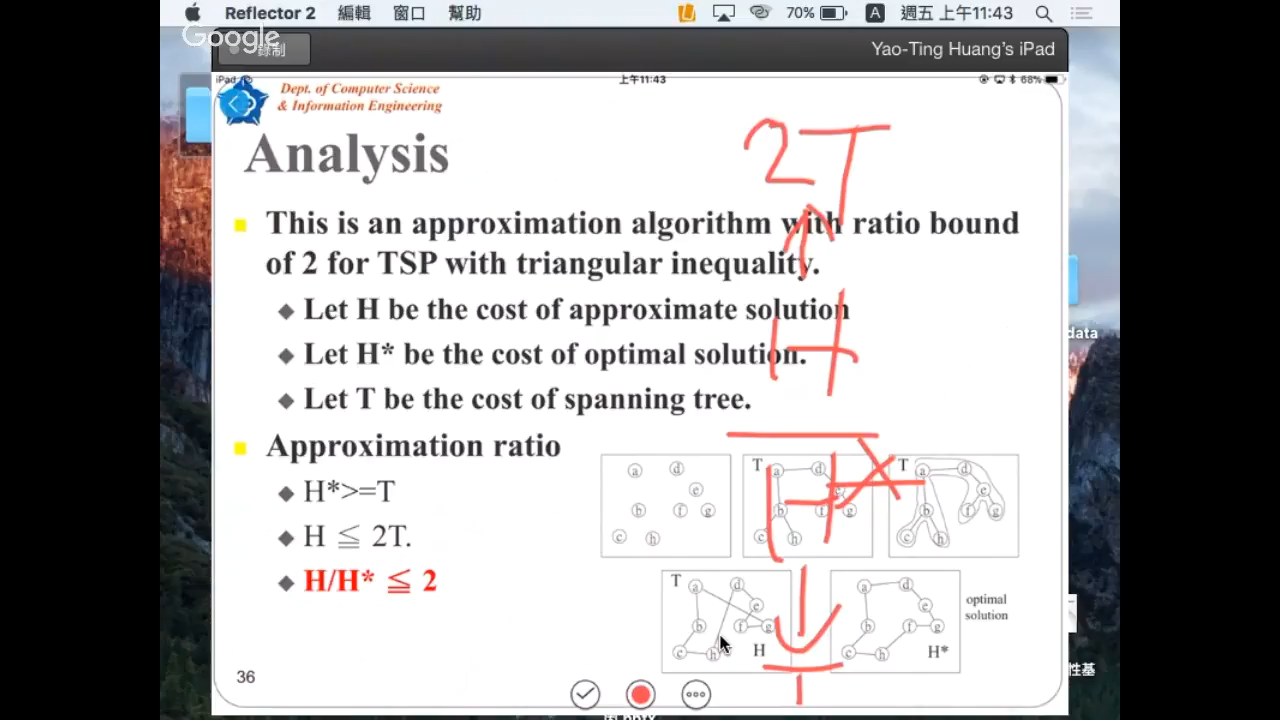 Reflector 2 編輯 窗口 幫助 70% A 週五 上午11:43
Google
錄制
Yao-Ting Huang's iPad
iPad
上午11:43
68%
Dept. of Computer Science
& Information Engineering
Analysis
2T
This is an approximation algorithm with ratio bound
of 2 for TSP with triangular inequality.
Let H be the cost of approximate solution
Let H* be the cost of optimal solution.
Let T be the cost of spanning tree.
H
H*
data
Approximation ratio
H*>=T
H ≦ 2T.
H/H* ≦ 2
a d e b f g c h
T a d e b f g c h
T a d e b f g c h
T a d e b f g c h H
a d e b f g c h H*
optimal
solution
36
性基